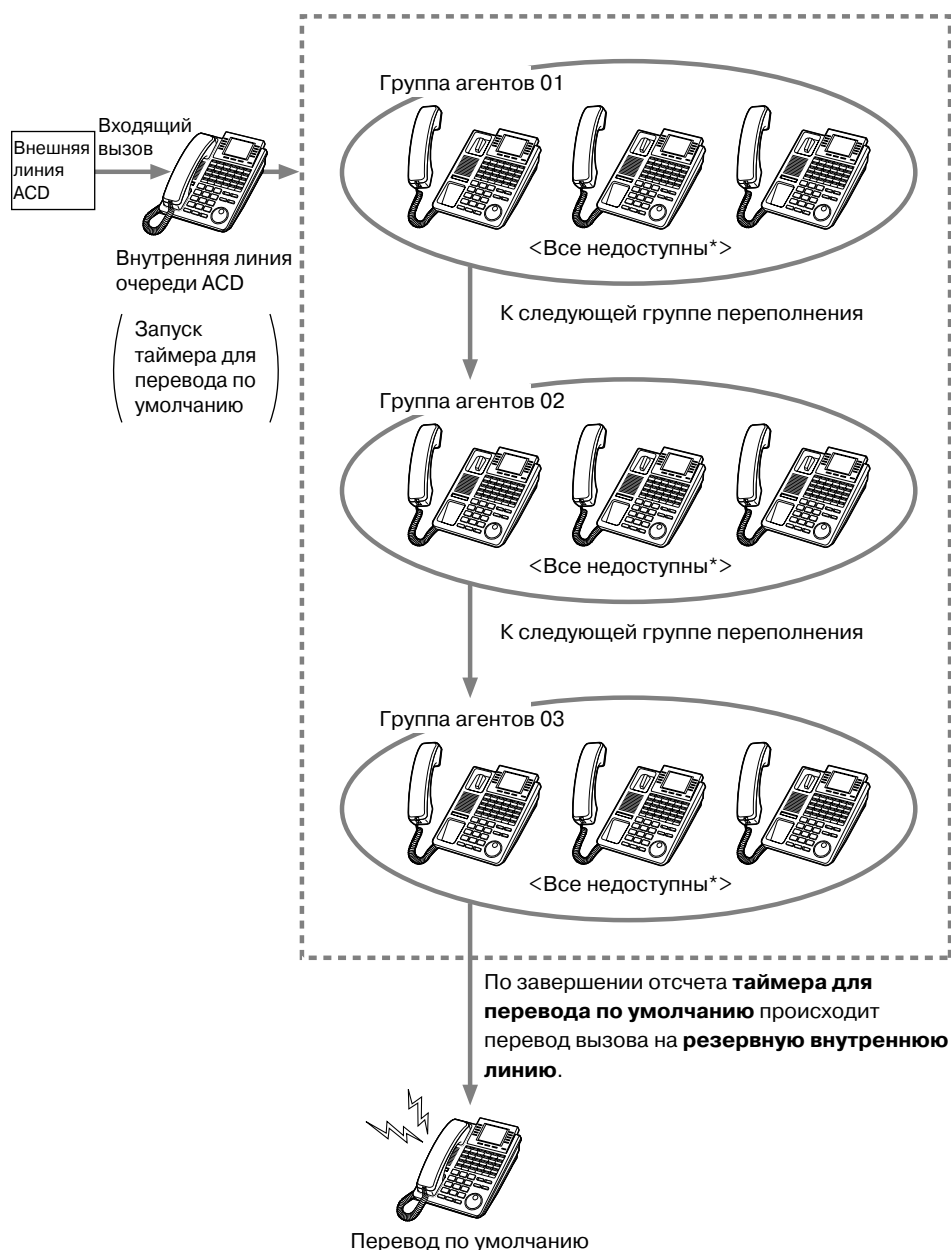 Группа агентов 01
Входящий
вызов
Внешняя
линия
ACD
<Все недоступны*>
Внутренняя линия
очереди ACD
К следующей группе переполнения
Запуск
таймера для
перевода по
умолчанию
Группа агентов 02
<Все недоступны*>
К следующей группе переполнения
Группа агентов 03
<Все недоступны*>
По завершении отсчета таймера для
перевода по умолчанию происходит
перевод вызова на резервную внутреннюю
линию.
Перевод по умолчанию